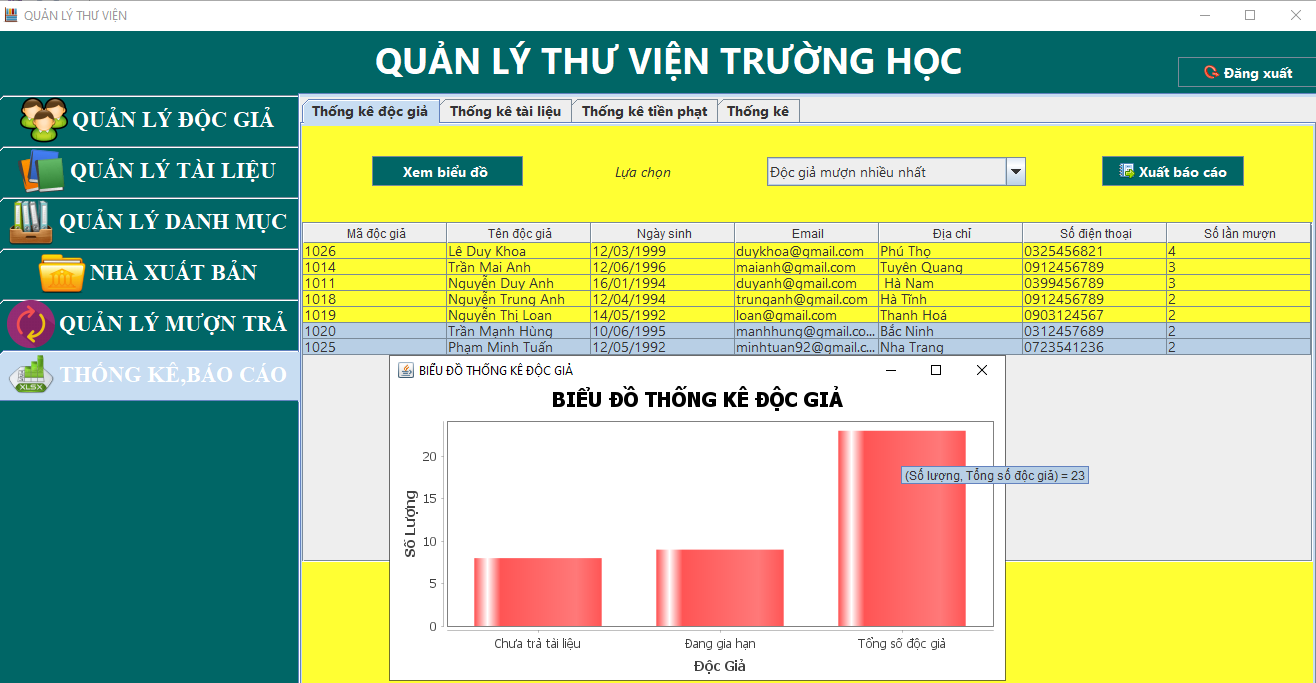 QUẢN LÝ THƯ VIỆN
QUẢN LÝ THƯ VIỆN TRƯỜNG HỌC
Đăng xuất
QUẢN LÝ ĐỘC GIẢ
QUẢN LÝ TÀI LIỆU
QUẢN LÝ DANH MỤC
NHÀ XUẤT BẢN
QUẢN LÝ MƯỢN TRẢ
XLSX
THỐNG KÊ,BÁO CÁO
Thống kê độc giả Thống kê tài liệu Thống kê tiền phạt Thống kê
Xem biểu đồ Lựa chọn Độc giả mượn nhiều nhất Xuất báo cáo
Mã độc giả Tên độc giả Ngày sinh Email Địa chỉ Số điện thoại Số lần mượn
1026 Lê Duy Khoa 12/03/1999 duykhoa@gmail.com Phú Thọ 0325456821 4
1014 Trần Mai Anh 12/06/1996 maianh@gmail.com Tuyên Quang 0912456789 3
1011 Nguyễn Duy Anh 16/01/1994 duyanh@gmail.com Hà Nam 0399456789 3
1018 Nguyễn Trung Anh 12/04/1994 trunganh@gmail.com Hà Tĩnh 0912456789 2
1019 Nguyễn Thị Loan 14/05/1992 loan@gmail.com Thanh Hoá 0903124567 2
1020 Trần Mạnh Hùng 10/06/1995 manhhung@gmail.co... Bắc Ninh 0312457689 2
1025 Phạm Minh Tuấn 12/05/1992 minhtuan92@gmail.c... Nha Trang 0723541236 2
BIỂU ĐỒ THỐNG KÊ ĐỘC GIẢ
BIỂU ĐỒ THỐNG KÊ ĐỘC GIẢ
Số Lượng
20
15
10
5
0
(Số lượng, Tổng số độc giả) = 23
Chưa trả tài liệu Đang gia hạn Tổng số độc giả
Độc Giả